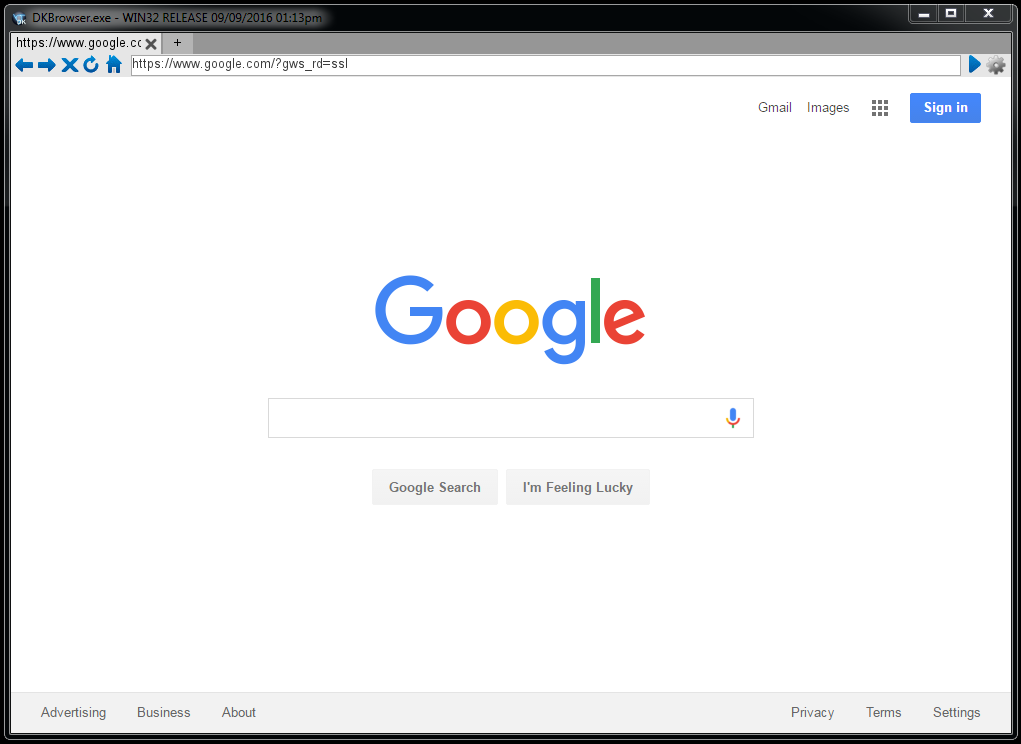 DKBrowser.exe - WIN32 RELEASE 09/09/2016 01:13pm
https://www.google.cc +
https://www.google.com/?gws_rd=ssl
Gmail Images Sign in
Google
Google Search I'm Feeling Lucky
Advertising Business About Privacy Terms Settings